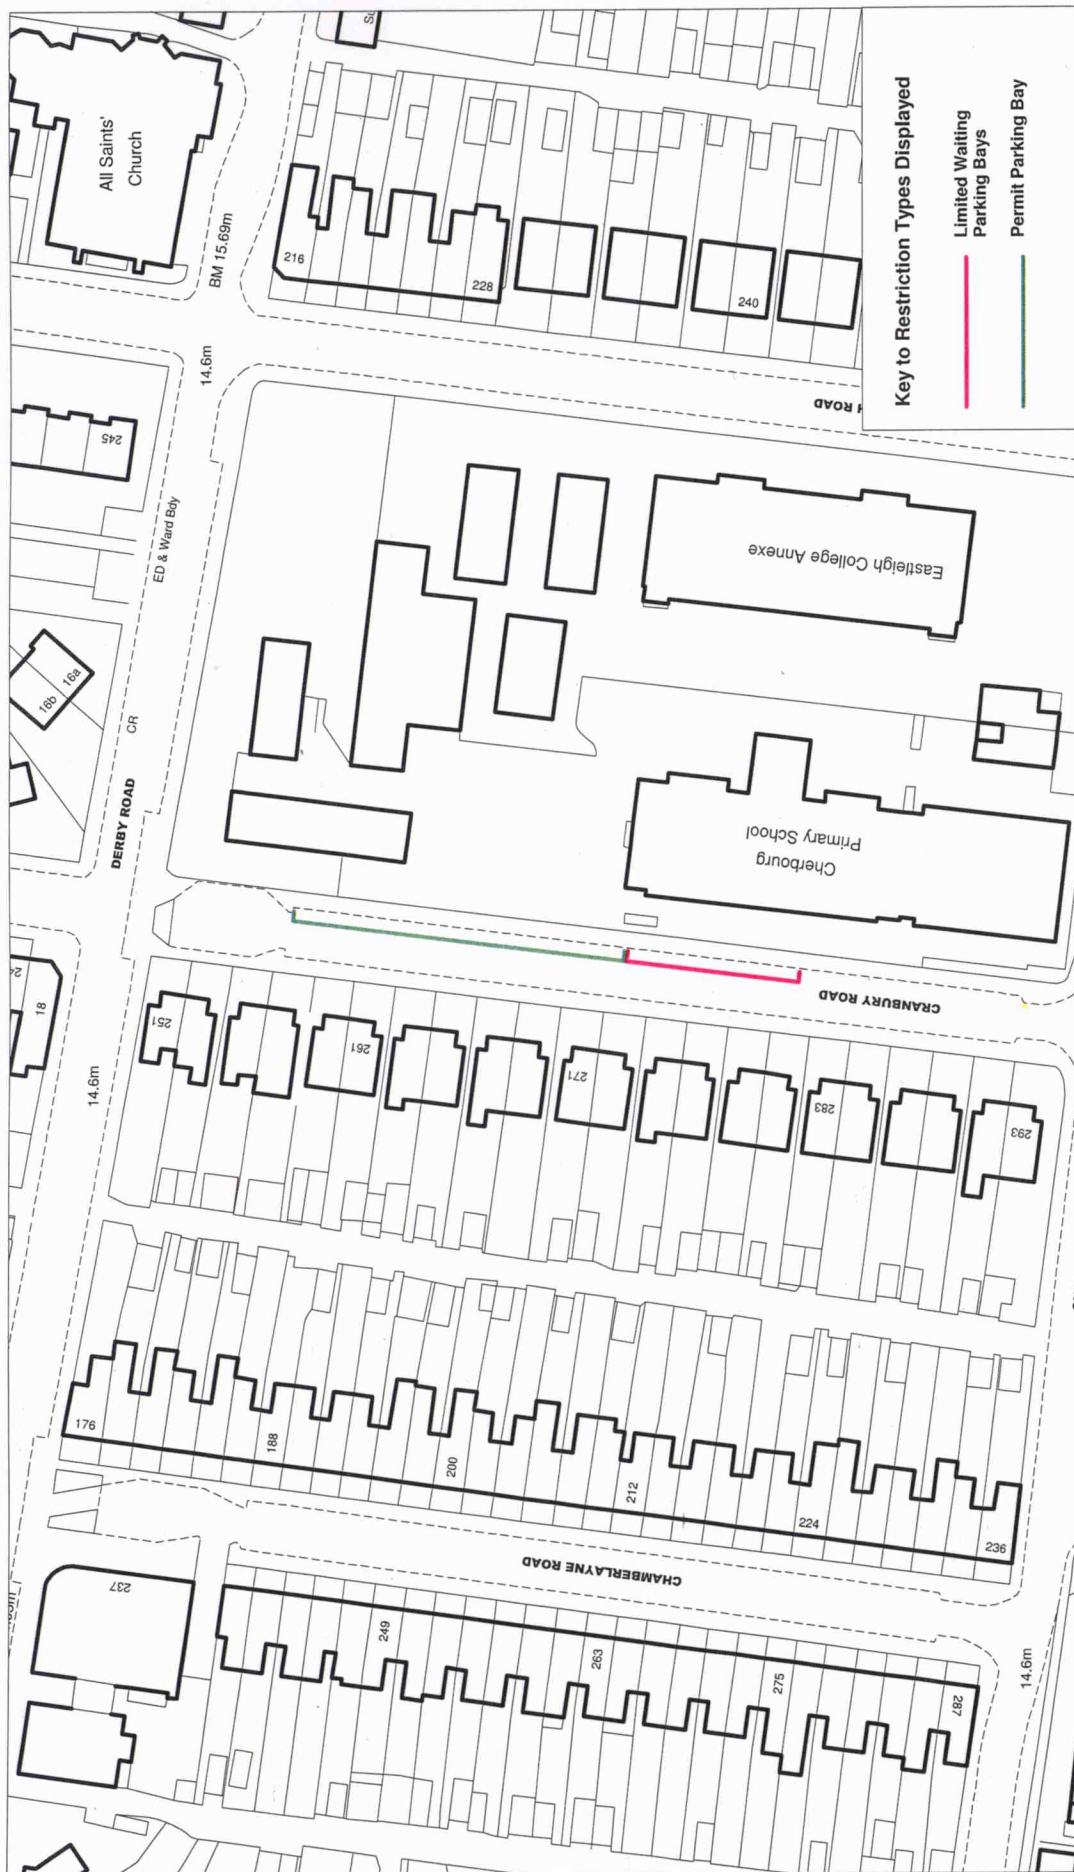 All Saints'
Church
BM 15.69m
216
228
240
14.6m
245
ED & Ward Bdy
16b
16a
CR
DERBY ROAD
18
14.6m
Eastleigh College Annexe
Cherbourg
Primary School
CRANBURY ROAD
251
261
271
283
293
176
188
200
212
224
236
CHAMBERLAYNE ROAD
237
249
263
275
287
14.6m
ROAD
Key to Restriction Types Displayed
Limited Waiting
Parking Bays
Permit Parking Bay